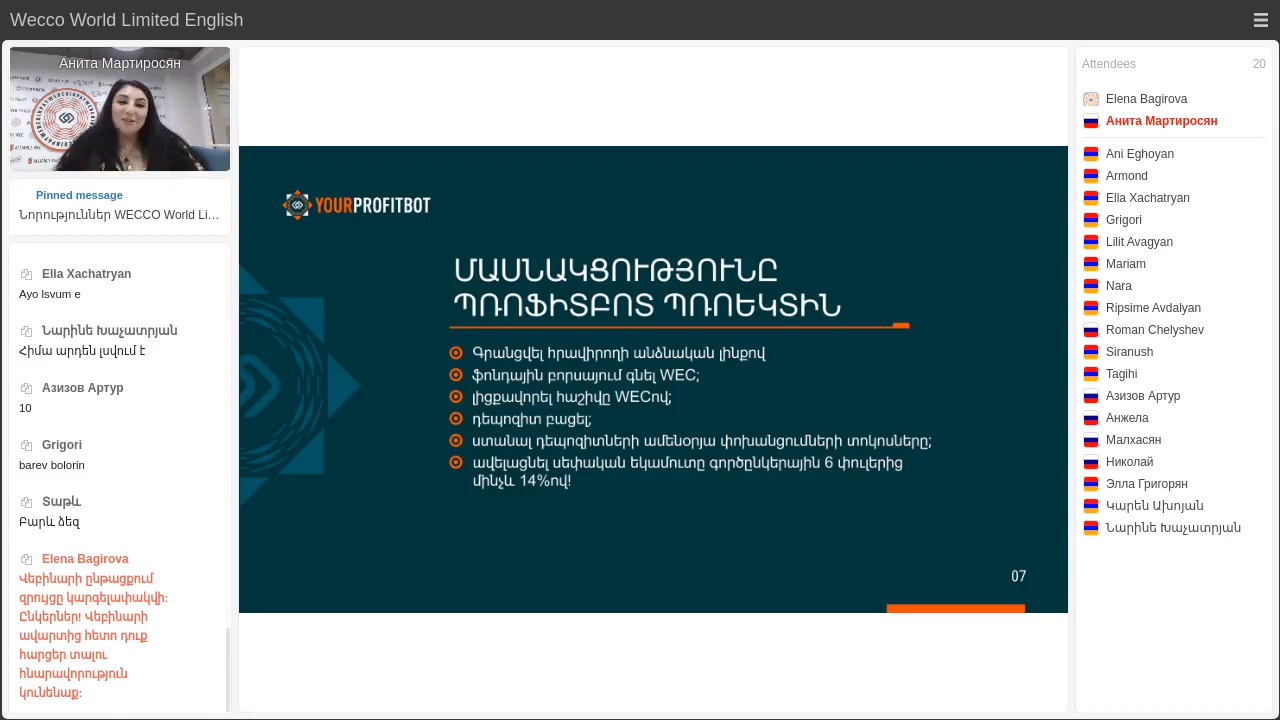 Wecco World Limited English
Анита Мартиросян
Pinned message
Նորություններ WECCO World Li…
Ella Xachatryan
Ayo lsvum e
Նարինե Խաչատրյան
Հիմա արդեն լսվում է
Азизов Артур
10
Grigori
barev bolorin
Տաթև
Բարև ձեզ
Elena Bagirova
Վեբինարի ընթացքում
զրույցը կարգելափակվի:
Ընկերներ! Վեբինարի
ավարտից հետո դուք
հարցեր տալու
հնարավորություն
կունենաք:
YOURPROFITBOT
ՄԱՍՆԱԿՑՈՒԹՅՈՒՆԸ
ՊՌՈՖԻՏԲՈՏ ՊՌՈԵԿՏԻՆ
Գրանցվել հրավիրողի անձնական լինքով
ֆոնդային բորսայում գնել WEC;
լիցքավորել հաշիվը WECով;
դեպոզիտ բացել;
ստանալ դեպոզիտների ամենօրյա փոխանցումների տոկոսները;
ավելացնել սեփական եկամուտը գործընկերային 6 փուլերից
մինչև 14%ով!
07
Attendees 20
Elena Bagirova
Анита Мартиросян
Ani Eghoyan
Armond
Ella Xachatryan
Grigori
Lilit Avagyan
Mariam
Nara
Ripsime Avdalyan
Roman Chelyshev
Siranush
Tagihi
Азизов Артур
Анжела
Малхасян
Николай
Элла Григорян
Կարեն Ախոյան
Նարինե Խաչատրյան